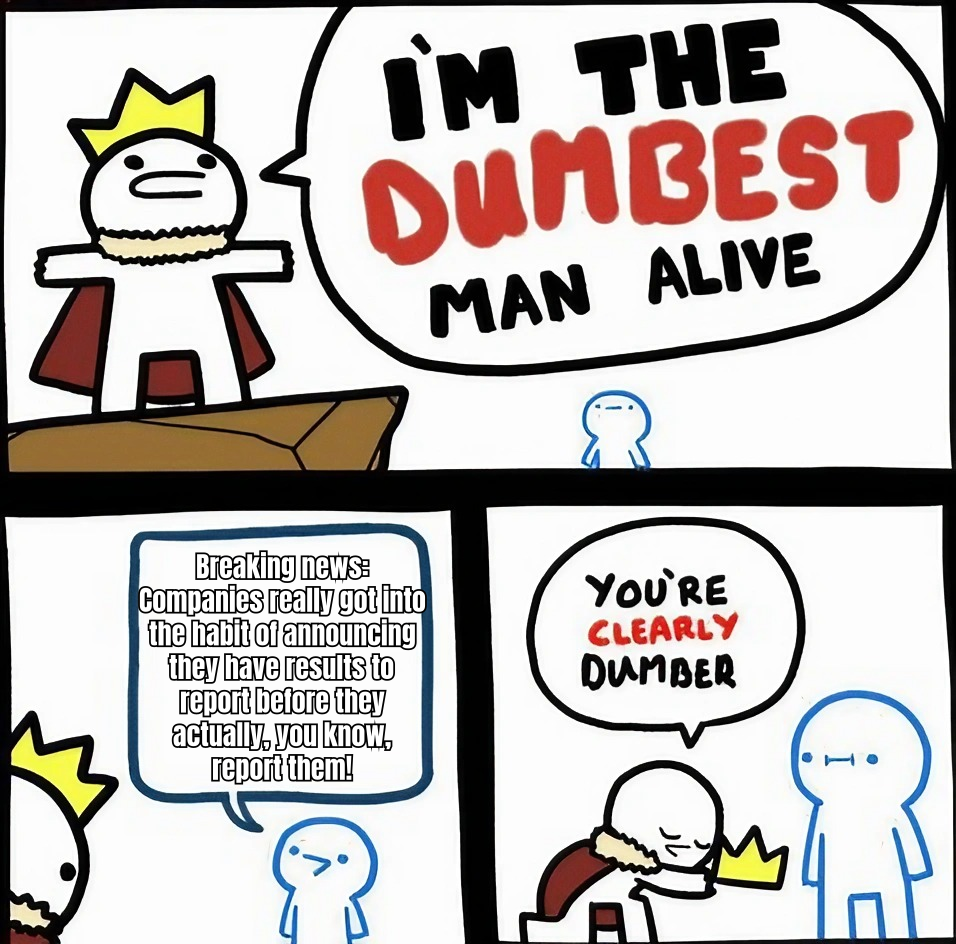 I'M THE
DUMBEST
MAN ALIVE
Breaking news:
Companies really got into
the habit of announcing
they have results to
report before they
actually, you know,
report them!
YOU'RE
CLEARLY
DUMBER